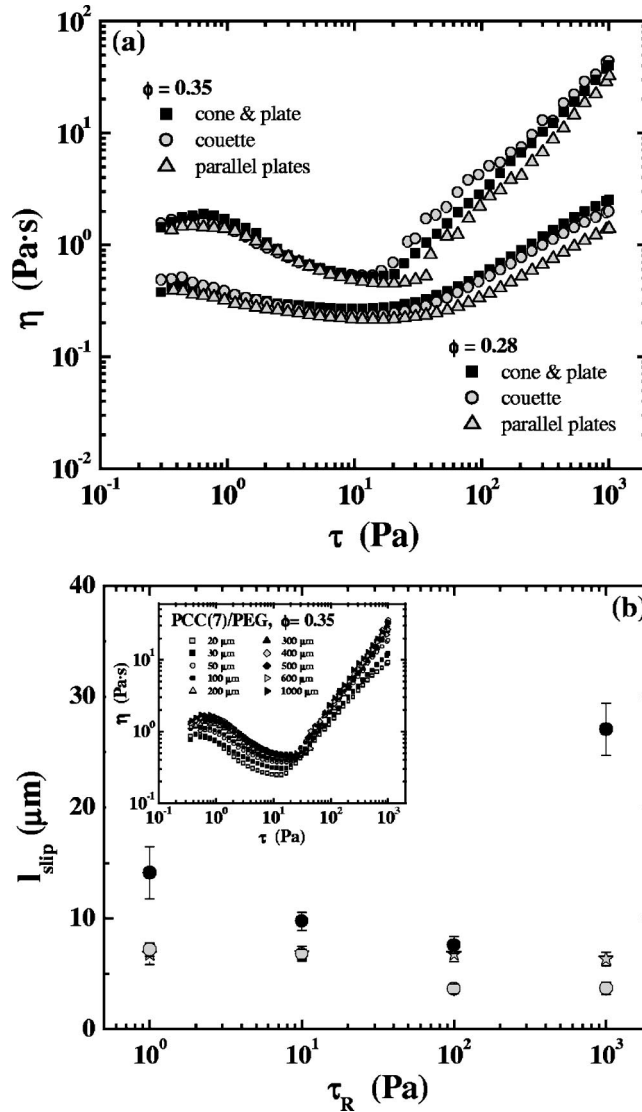 (a)
10²
10¹
10⁰
10⁻¹
10⁻²
η (Pa·s)
ϕ = 0.35
cone & plate
couette
parallel plates
ϕ = 0.28
cone & plate
couette
parallel plates
10⁻¹ 10⁰ 10¹ 10² 10³
τ (Pa)
(b)
40
30
20
10
0
l_slip (μm)
PCC(7)/PEG, ϕ= 0.35
20 μm 300 μm
30 μm 400 μm
50 μm 500 μm
100 μm 600 μm
200 μm 1000 μm
10¹
10⁰
10⁻¹
η (Pa·s)
10⁻¹ 10⁰ 10¹ 10² 10³
τ (Pa)
10⁰ 10¹ 10² 10³
τ_R (Pa)